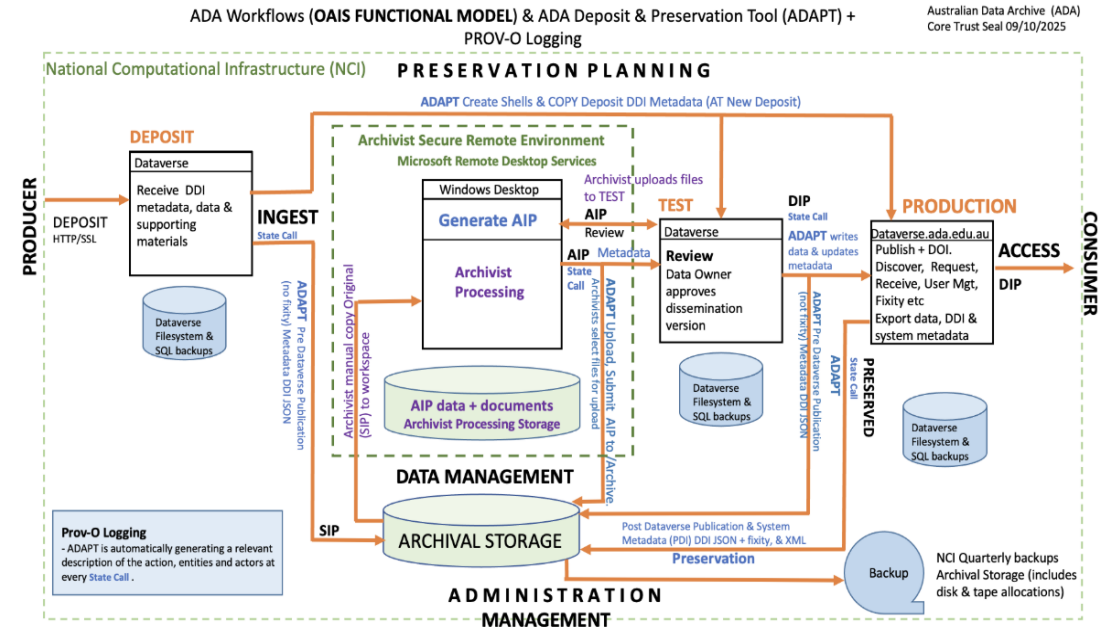 ADA Workflows (OAIS FUNCTIONAL MODEL) & ADA Deposit & Preservation Tool (ADAPT) +
PROV-O Logging
Australian Data Archive (ADA)
Core Trust Seal 09/10/2025
National Computational Infrastructure (NCI)
PRESERVATION PLANNING
ADAPT Create Shells & COPY Deposit DDI Metadata (AT New Deposit)
PRODUCER
DEPOSIT
HTTP/SSL
DEPOSIT
Dataverse
Receive DDI
metadata, data &
supporting
materials
Dataverse
Filesystem &
SQL backups
INGEST
State Call
ADAPT Pre Dataverse Publication
(no fixity) Metadata DDI JSON
SIP
Archivist Secure Remote Environment
Microsoft Remote Desktop Services
Windows Desktop
Generate AIP
Archivist
Processing
Archivist manual copy Original
(SIP) to workspace
AIP data + documents
Archivist Processing Storage
Archivist uploads files
to TEST
AIP
Review
AIP
Metadata
State
Call
ADAPT Upload, Submit AIP to /Archive.
Archivists select files for upload
TEST
Dataverse
Review
Data Owner
approves
dissemination
version
Dataverse
Filesystem &
SQL backups
DIP
State Call
ADAPT writes
data & updates
metadata
ADAPT Pre Dataverse Publication
(not fixity) Metadata DDI JSON
PRODUCTION
Dataverse.ada.edu.au
Publish + DOI.
Discover, Request,
Receive, User Mgt,
Fixity etc
Export data, DDI &
system metadata
Dataverse
Filesystem &
SQL backups
ACCESS
DIP
CONSUMER
PRESERVED
State Call
ADAPT
DATA MANAGEMENT
ARCHIVAL STORAGE
Post Dataverse Publication & System
Metadata (PDI) DDI JSON + fixity, & XML
Preservation
Backup
NCI Quarterly backups
Archival Storage (includes
disk & tape allocations)
Prov-O Logging
- ADAPT is automatically generating a relevant
description of the action, entities and actors at
every State Call .
ADMINISTRATION
MANAGEMENT